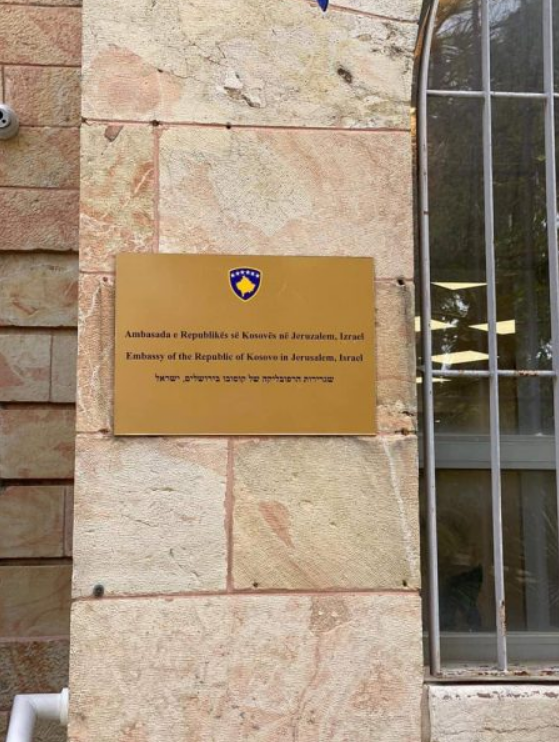 Ambasada e Republikës së Kosovës në Jeruzalem, Izrael
Embassy of the Republic of Kosovo in Jerusalem, Israel
שגרירות הרפובליקה של קוסובו בירושלים, ישראל